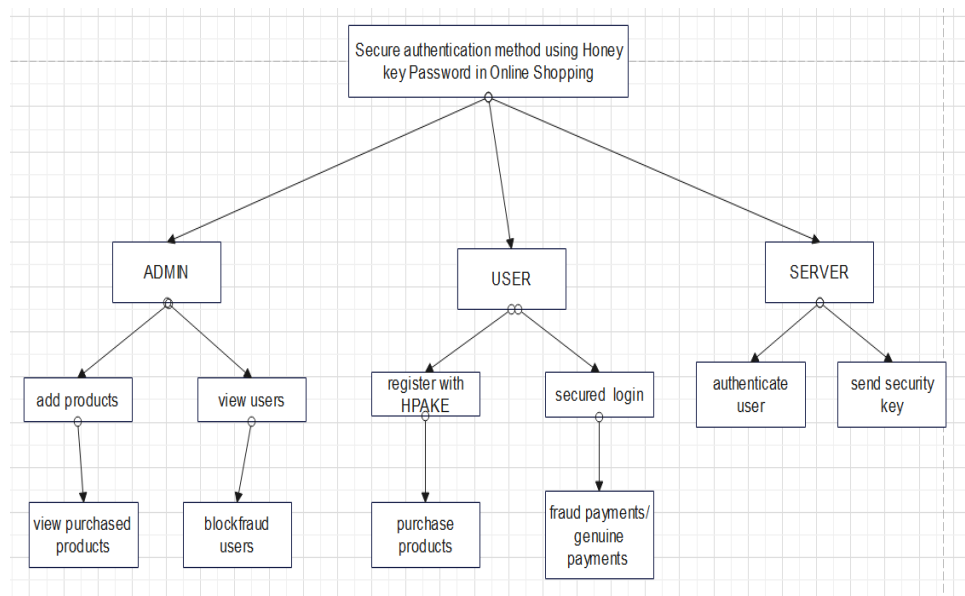 Secure authentication method using Honey
key Password in Online Shopping
ADMIN
USER
SERVER
add products
view users
register with
HPAKE
secured login
authenticate
user
send security
key
view purchased
products
blockfraud
users
purchase
products
fraud payments/
genuine
payments